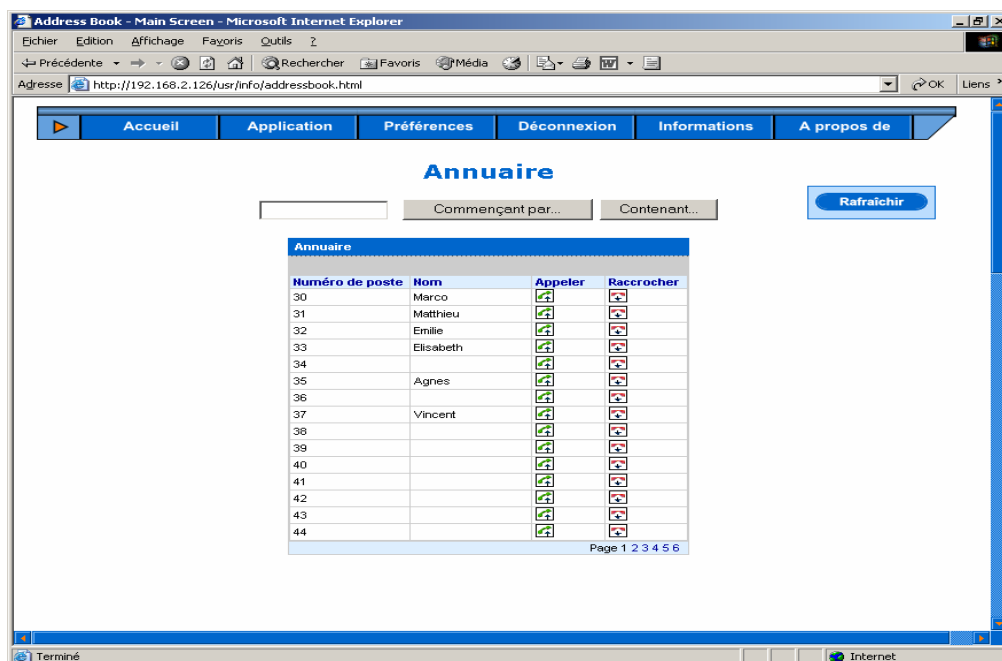 Address Book - Main Screen - Microsoft Internet Explorer
Fichier Edition Affichage Favoris Outils ?
Précédente Rechercher Favoris Média
Adresse http://192.168.2.126/usr/info/addressbook.html OK Liens »
Accueil Application Préférences Déconnexion Informations A propos de
Annuaire
Commençant par... Contenant... Rafraîchir
Annuaire
Numéro de poste Nom Appeler Raccrocher
30 Marco
31 Matthieu
32 Emilie
33 Elisabeth
34
35 Agnes
36
37 Vincent
38
39
40
41
42
43
44
Page 1 2 3 4 5 6
Terminé Internet